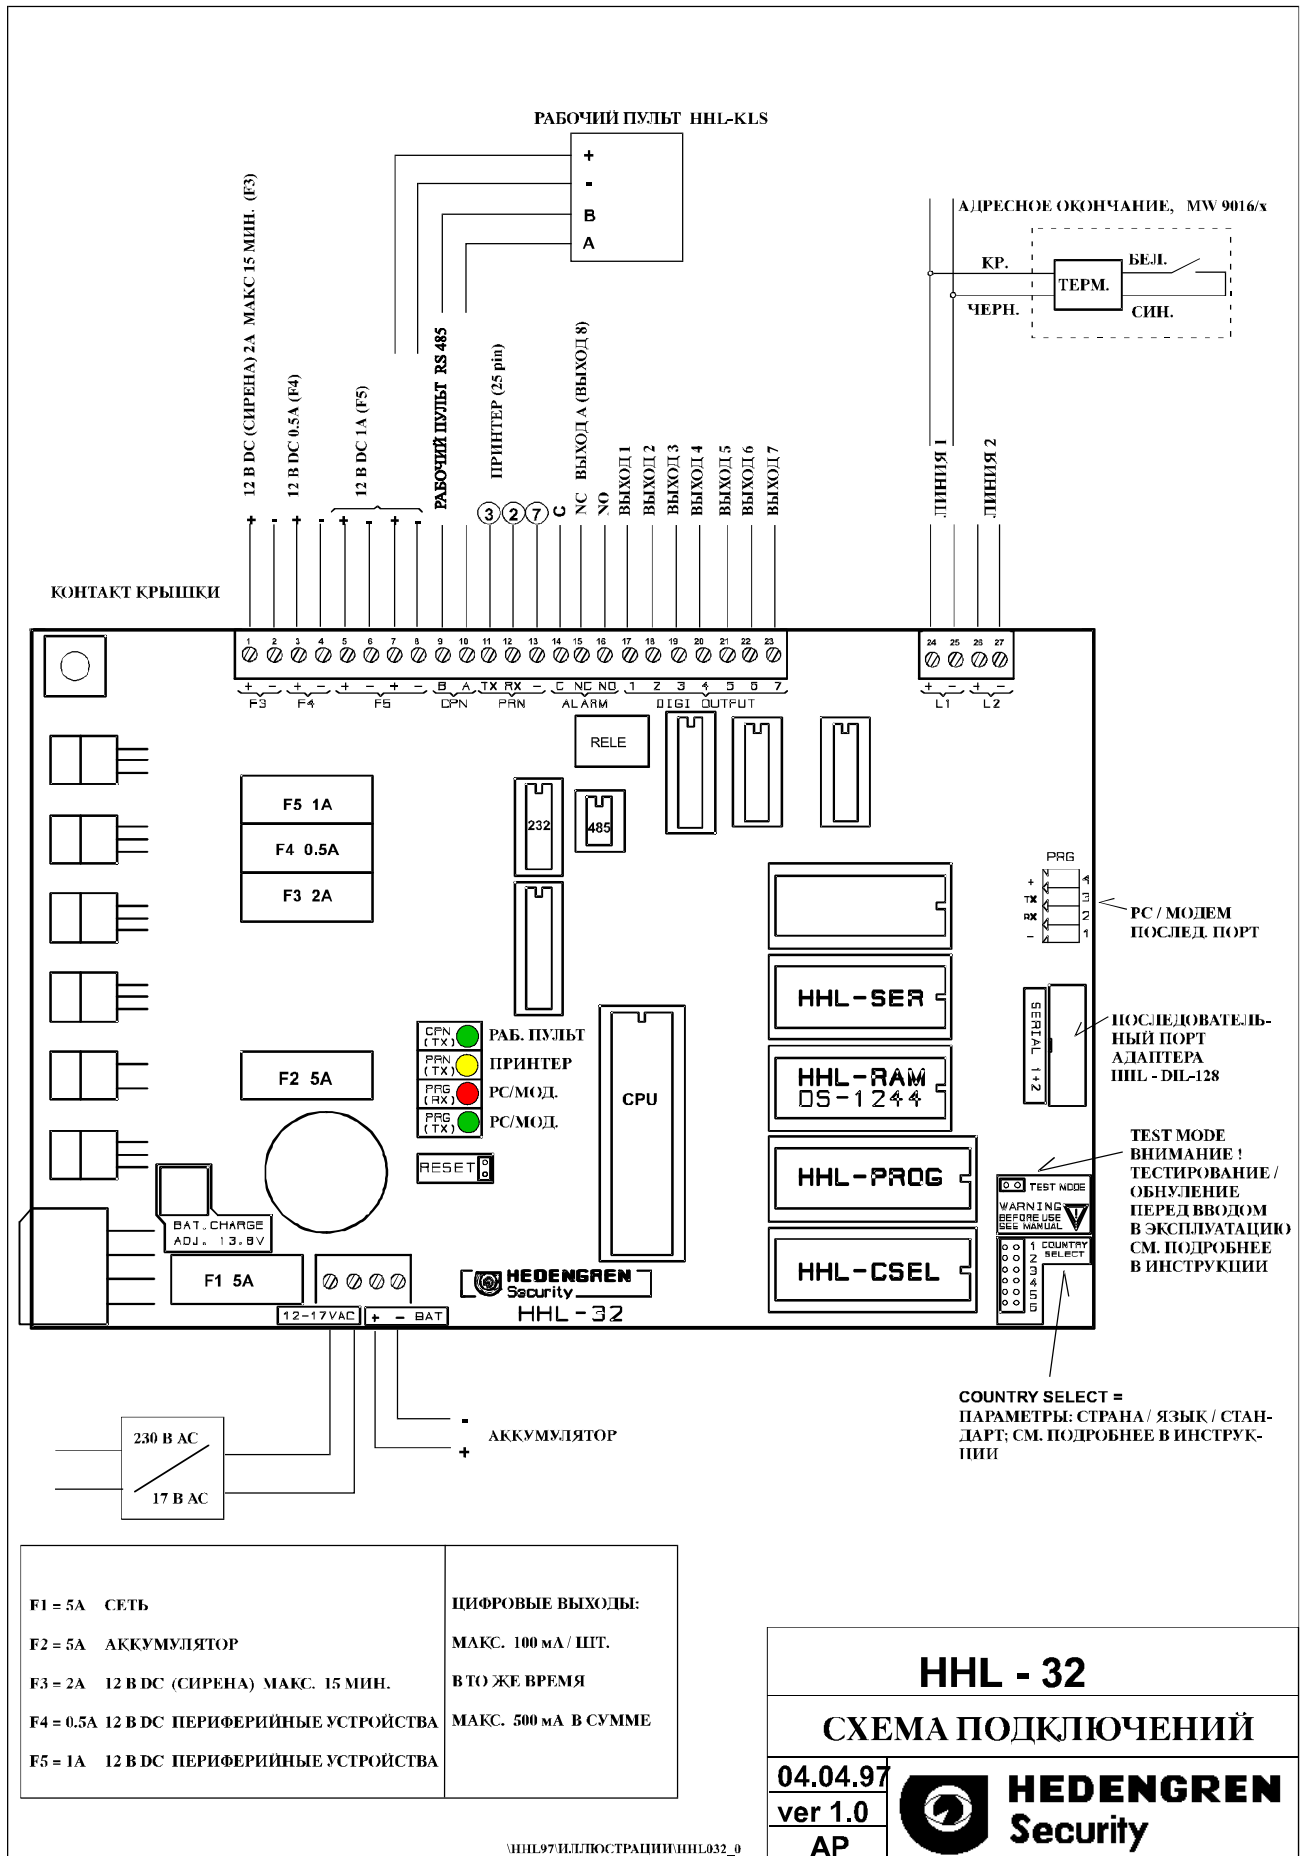 РАБОЧИЙ ПУЛЬТ HHL-KLS
+
-
B
A
АДРЕСНОЕ ОКОНЧАНИЕ, MW 9016/x
КР.
БЕЛ.
ТЕРМ.
ЧЕРН.
СИН.
12 В DC (СИРЕНА) 2А МАКС 15 МИН. (F3)
12 В DC 0.5A (F4)
12 В DC 1A (F5)
РАБОЧИЙ ПУЛЬТ RS 485
ПРИНТЕР (25 pin)
NC ВЫХОД А (ВЫХОД 8)
C
NO
ВЫХОД 1
ВЫХОД 2
ВЫХОД 3
ВЫХОД 4
ВЫХОД 5
ВЫХОД 6
ВЫХОД 7
ЛИНИЯ 1
ЛИНИЯ 2
+ - + - + - + -
3 2 7
КОНТАКТ КРЫШКИ
1 2 3 4 5 6 7 8 9 10 11 12 13 14 15 16 17 18 19 20 21 22 23
24 25 26 27
+ - + - + - + - B A TX RX - C NC NO 1 2 3 4 5 6 7
+ - + -
F3 F4 F5 CPN PRN ALARM DIGI OUTPUT
L1 L2
RELE
F5 1A
F4 0.5A
F3 2A
232
485
PRG
+ 4
TX 3
RX 2
- 1
PC / МОДЕМ
ПОСЛЕД. ПОРТ
HHL-SER
SERIAL 1+2
ПОСЛЕДОВАТЕЛЬ-
НЫЙ ПОРТ
АДАПТЕРА
HHL - DIL-128
CPN (TX) РАБ. ПУЛЬТ
PRN (TX) ПРИНТЕР
PRG (RX) PC/МОД.
PRG (TX) PC/МОД.
F2 5A
CPU
HHL-RAM
DS-1244
RESET
HHL-PROG
TEST MODE
ВНИМАНИЕ !
ТЕСТИРОВАНИЕ /
ОБНУЛЕНИЕ
ПЕРЕД ВВОДОМ
В ЭКСПЛУАТАЦИЮ
СМ. ПОДРОБНЕЕ
В ИНСТРУКЦИИ
TEST MODE
WARNING
BEFORE USE
SEE MANUAL
BAT.CHARGE
ADJ. 13.8V
F1 5A
HHL-CSEL
1 COUNTRY
2 SELECT
3
4
5
6
HEDENGREN
Security
HHL-32
12-17VAC
+ - BAT
COUNTRY SELECT =
ПАРАМЕТРЫ: СТРАНА / ЯЗЫК / СТАН-
ДАРТ; СМ. ПОДРОБНЕЕ В ИНСТРУК-
ЦИИ
230 В АС
17 В АС
-
+
АККУМУЛЯТОР
F1 = 5A СЕТЬ
F2 = 5A АККУМУЛЯТОР
F3 = 2A 12 В DC (СИРЕНА) МАКС. 15 МИН.
F4 = 0.5A 12 В DC ПЕРИФЕРИЙНЫЕ УСТРОЙСТВА
F5 = 1A 12 В DC ПЕРИФЕРИЙНЫЕ УСТРОЙСТВА
ЦИФРОВЫЕ ВЫХОДЫ:
МАКС. 100 мА / ШТ.
В ТО ЖЕ ВРЕМЯ
МАКС. 500 мА В СУММЕ
HHL - 32
СХЕМА ПОДКЛЮЧЕНИЙ
04.04.97
ver 1.0
AP
HEDENGREN
Security
\HHL97\ИЛЛЮСТРАЦИИ\HHL032_0